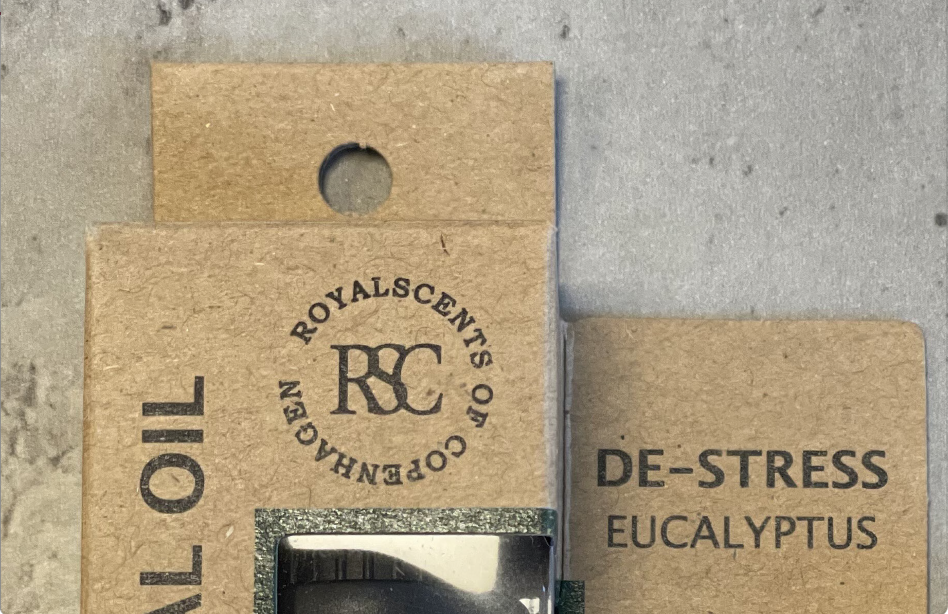 ROYALSCENTS OF COPENHAGEN
RSC
AL OIL
DE-STRESS
EUCALYPTUS